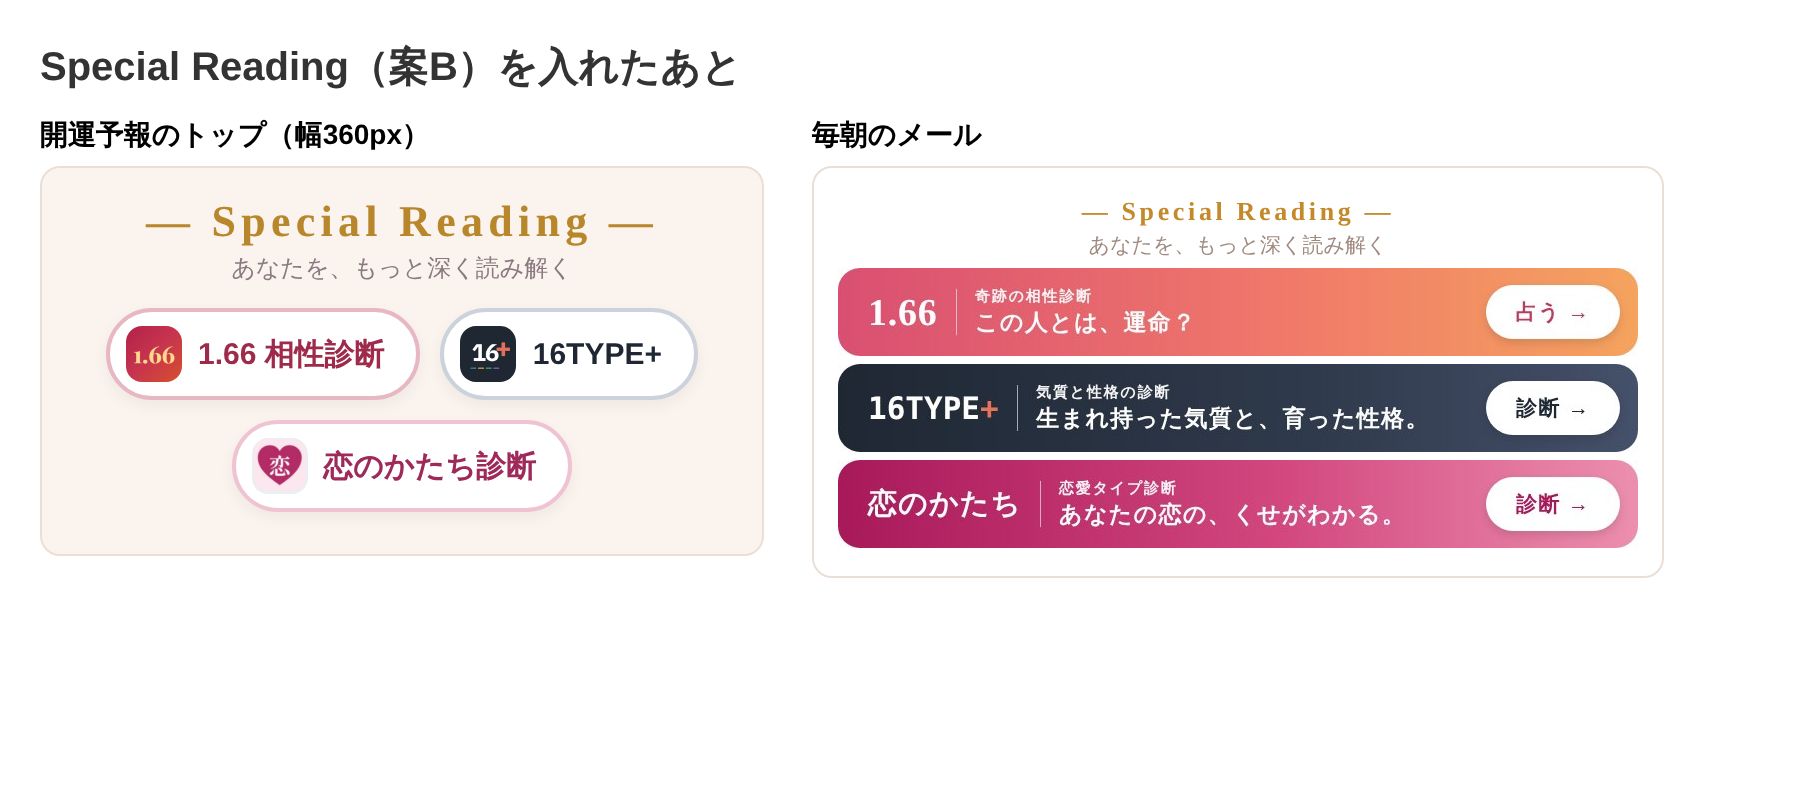 Special Reading（案B）を入れたあと
開運予報のトップ（幅360px）
— Special Reading —
あなたを、もっと深く読み解く
1.66 1.66 相性診断
16+ 16TYPE+
恋 恋のかたち診断
毎朝のメール
— Special Reading —
あなたを、もっと深く読み解く
1.66
奇跡の相性診断
この人とは、運命？
占う →
16TYPE+
気質と性格の診断
生まれ持った気質と、育った性格。
診断 →
恋のかたち
恋愛タイプ診断
あなたの恋の、くせがわかる。
診断 →